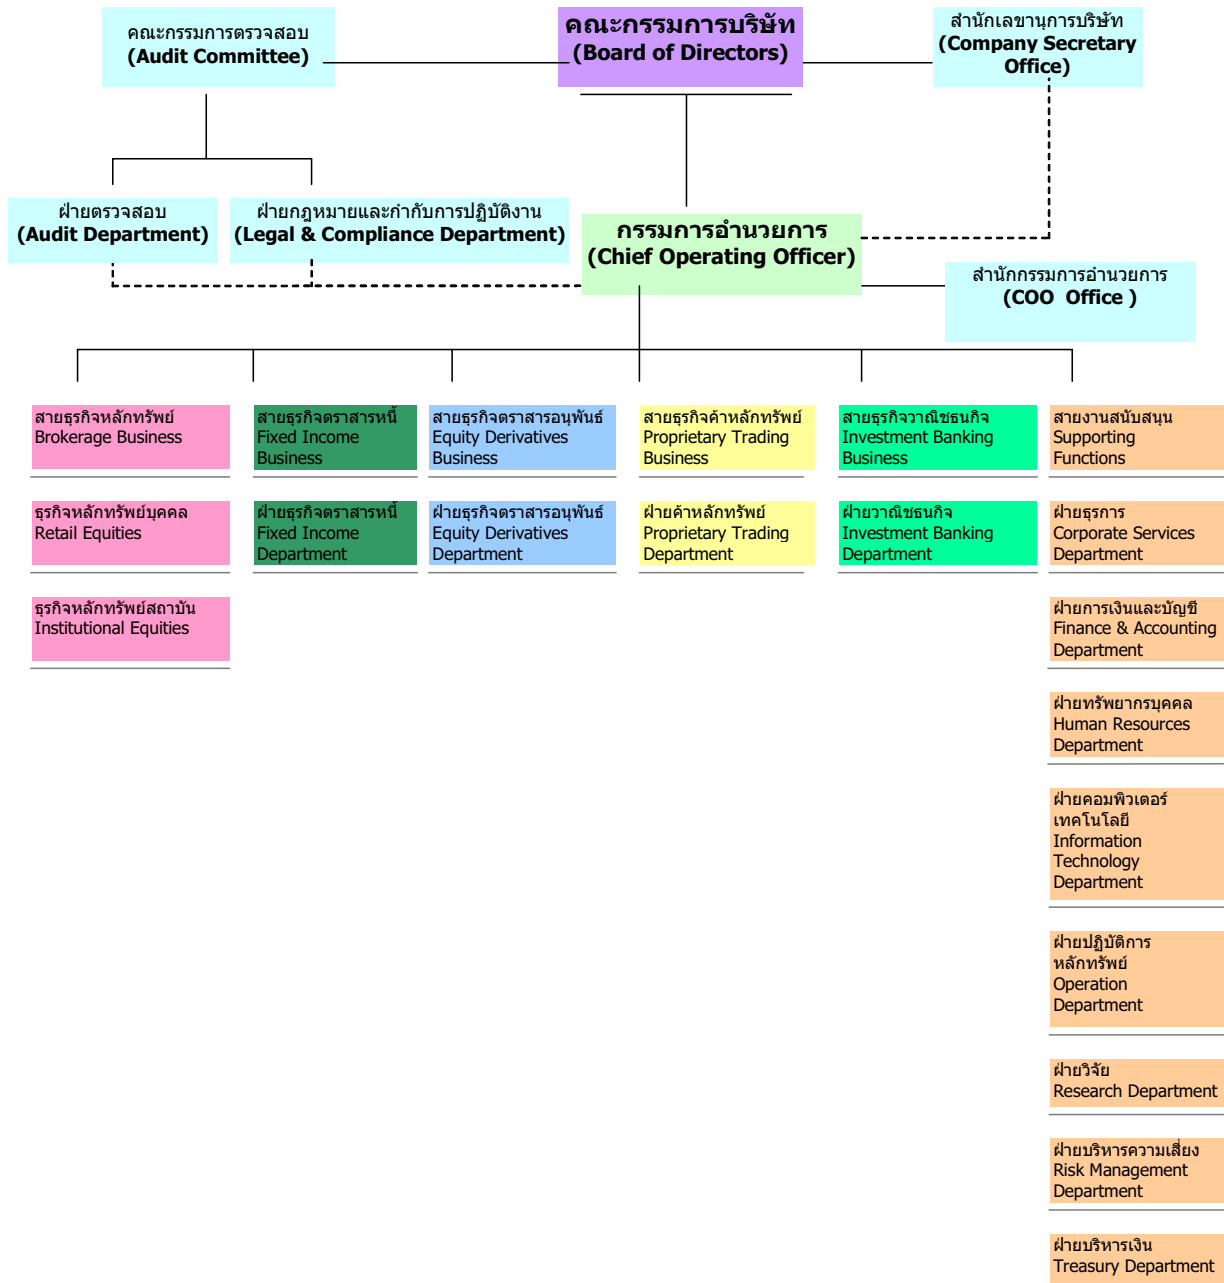 คณะกรรมการตรวจสอบ
(Audit Committee)
คณะกรรมการบริษัท
(Board of Directors)
สำนักเลขานุการบริษัท
(Company Secretary
Office)
ฝ่ายตรวจสอบ
(Audit Department)
ฝ่ายกฎหมายและกำกับการปฏิบัติงาน
(Legal & Compliance Department)
กรรมการอำนวยการ
(Chief Operating Officer)
สำนักกรรมการอำนวยการ
(COO  Office )
สายธุรกิจหลักทรัพย์
Brokerage Business
สายธุรกิจตราสารหนี้
Fixed Income
Business
สายธุรกิจตราสารอนุพันธ์
Equity Derivatives
Business
สายธุรกิจค้าหลักทรัพย์
Proprietary Trading
Business
สายธุรกิจวาณิชธนกิจ
Investment Banking
Business
สายงานสนับสนุน
Supporting
Functions
ธุรกิจหลักทรัพย์บุคคล
Retail Equities
ฝ่ายธุรกิจตราสารหนี้
Fixed Income
Department
ฝ่ายธุรกิจตราสารอนุพันธ์
Equity Derivatives
Department
ฝ่ายค้าหลักทรัพย์
Proprietary Trading
Department
ฝ่ายวาณิชธนกิจ
Investment Banking
Department
ฝ่ายธุรการ
Corporate Services
Department
ธุรกิจหลักทรัพย์สถาบัน
Institutional Equities
ฝ่ายการเงินและบัญชี
Finance & Accounting
Department
ฝ่ายทรัพยากรบุคคล
Human Resources
Department
ฝ่ายคอมพิวเตอร์
เทคโนโลยี
Information
Technology
Department
ฝ่ายปฏิบัติการ
หลักทรัพย์
Operation
Department
ฝ่ายวิจัย
Research Department
ฝ่ายบริหารความเสี่ยง
Risk Management
Department
ฝ่ายบริหารเงิน
Treasury Department